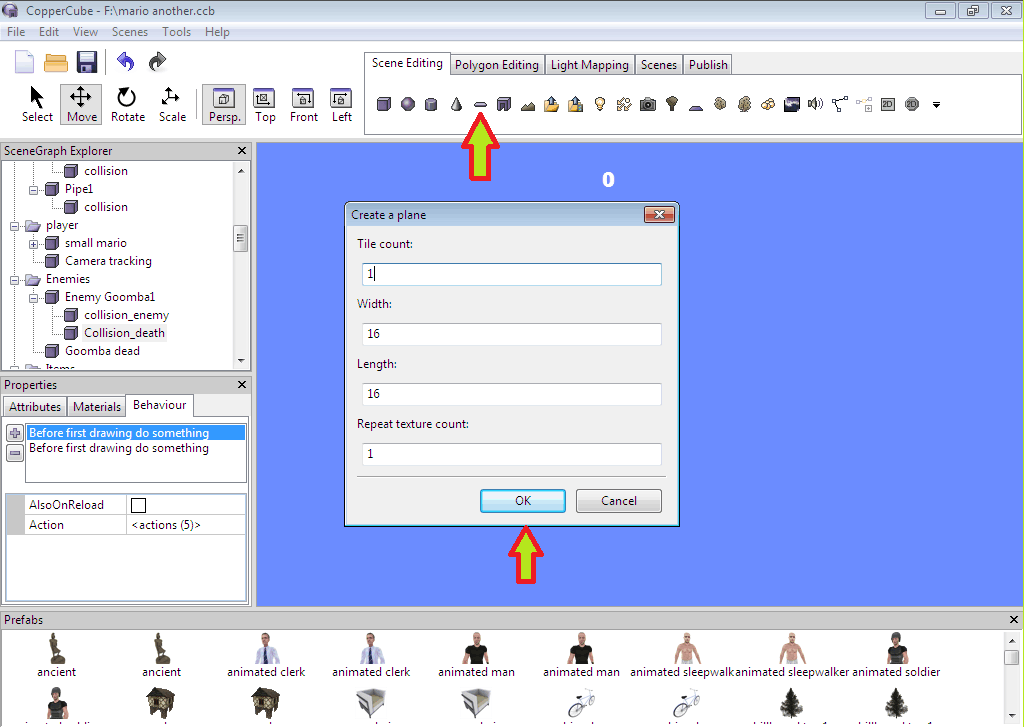 CopperCube - F:\mario another.ccb
File Edit View Scenes Tools Help
Scene Editing Polygon Editing Light Mapping Scenes Publish
Select Move Rotate Scale Persp. Top Front Left
2D 2D
SceneGraph Explorer
collision
Pipe1
collision
player
small mario
Camera tracking
Enemies
Enemy Goomba1
collision_enemy
Collision_death
Goomba dead
Items
0
Create a plane
Tile count:
1
Width:
16
Length:
16
Repeat texture count:
1
OK Cancel
Properties
Attributes Materials Behaviour
Before first drawing do something
Before first drawing do something
AlsoOnReload
Action <actions (5)>
Prefabs
ancient ancient animated clerk animated clerk animated man animated man animated sleepwalk animated sleepwalker animated soldier